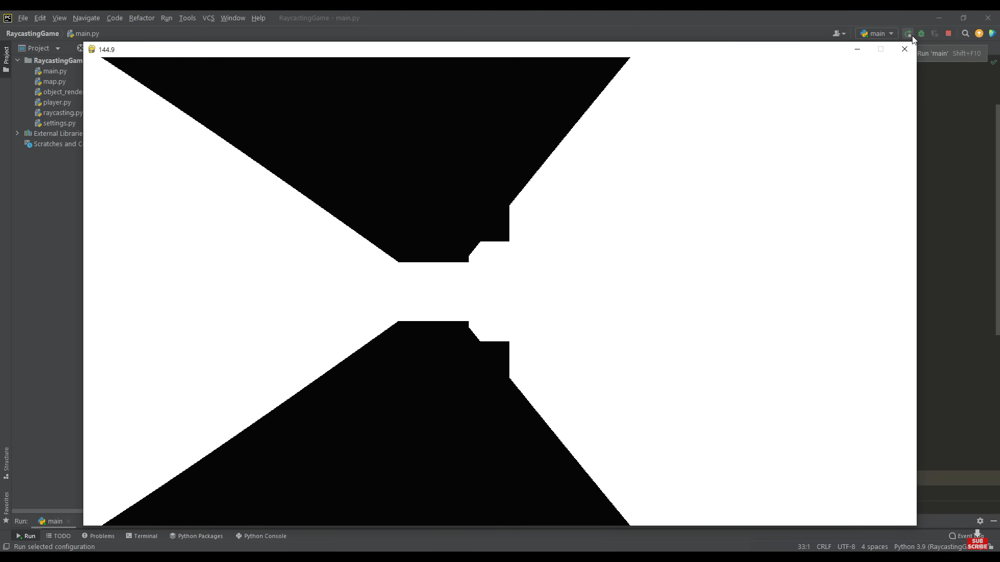 PC File Edit View Navigate Code Refactor Run Tools VCS Window Help RaycastingGame - main.py
RaycastingGame main.py main
Project
144.9
Run 'main' Shift+F10
Project
RaycastingGam
main.py
map.py
object_rende
player.py
raycasting.py
settings.py
External Librarie
Scratches and C
Structure
Favorites
Run: main
Run TODO Problems Terminal Python Packages Python Console Event Log
Run selected configuration 33:1 CRLF UTF-8 4 spaces Python 3.9 (RaycastingG
SUB
SCRIBE